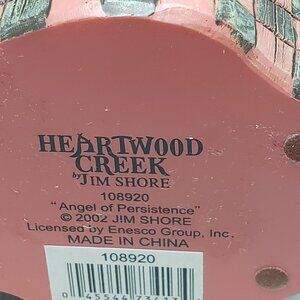 HEARTWOOD
CREEK
by JIM SHORE
108920
"Angel of Persistence"
© 2002 JIM SHORE
Licensed by Enesco Group, Inc.
MADE IN CHINA
108920